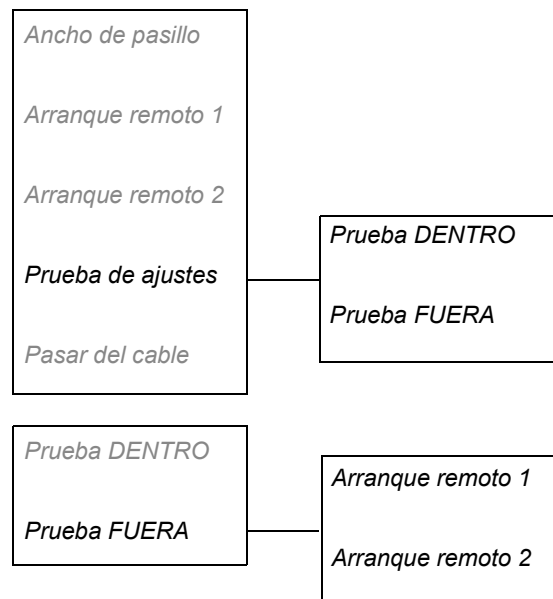 Ancho de pasillo
Arranque remoto 1
Arranque remoto 2
Prueba de ajustes
Pasar del cable
Prueba DENTRO
Prueba FUERA
Prueba DENTRO
Prueba FUERA
Arranque remoto 1
Arranque remoto 2